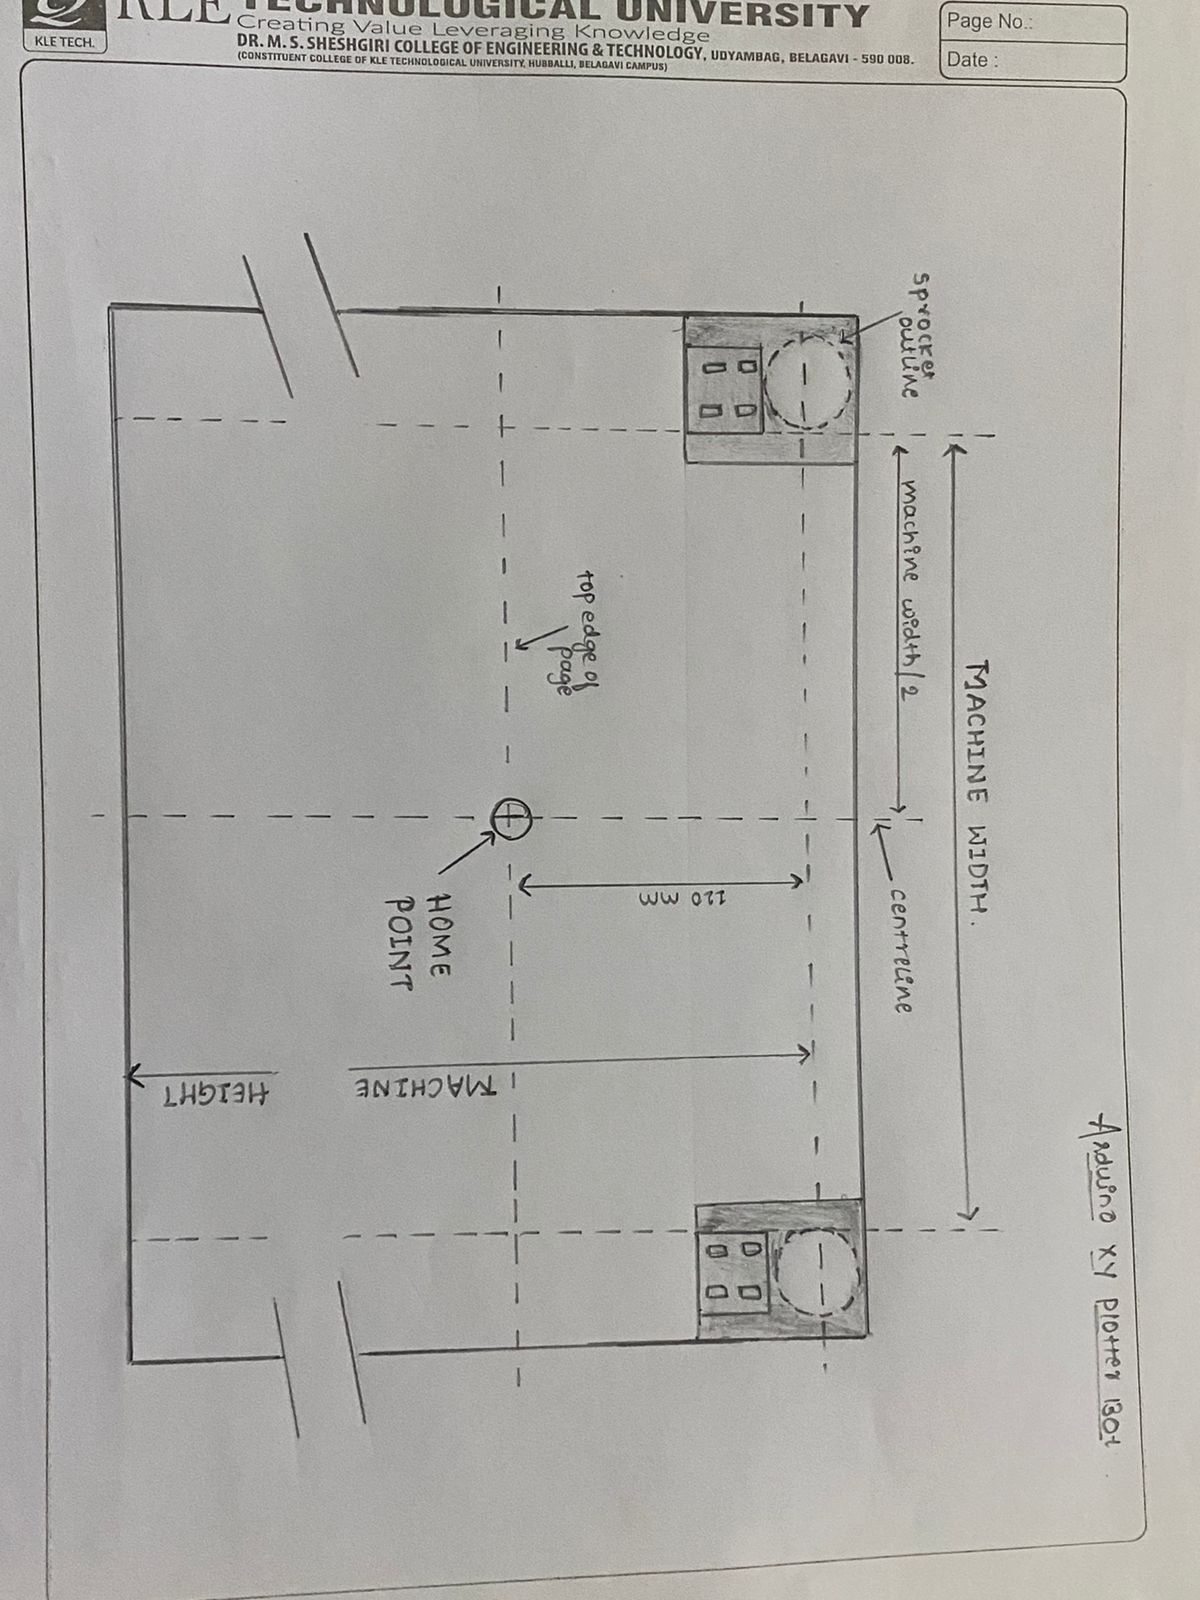 KLE TECHNOLOGICAL UNIVERSITY
Creating Value Leveraging Knowledge
DR. M. S. SHESHGIRI COLLEGE OF ENGINEERING & TECHNOLOGY, UDYAMBAG, BELAGAVI - 590 008.
(CONSTITUENT COLLEGE OF KLE TECHNOLOGICAL UNIVERSITY, HUBBALLI, BELAGAVI CAMPUS)
KLE TECH.
Page No.:
Date :
Arduino XY plotter Bot
MACHINE WIDTH.
machine width/2
centreline
sprocket
outline
120 MM
top edge of
page
HOME
POINT
MACHINE
HEIGHT